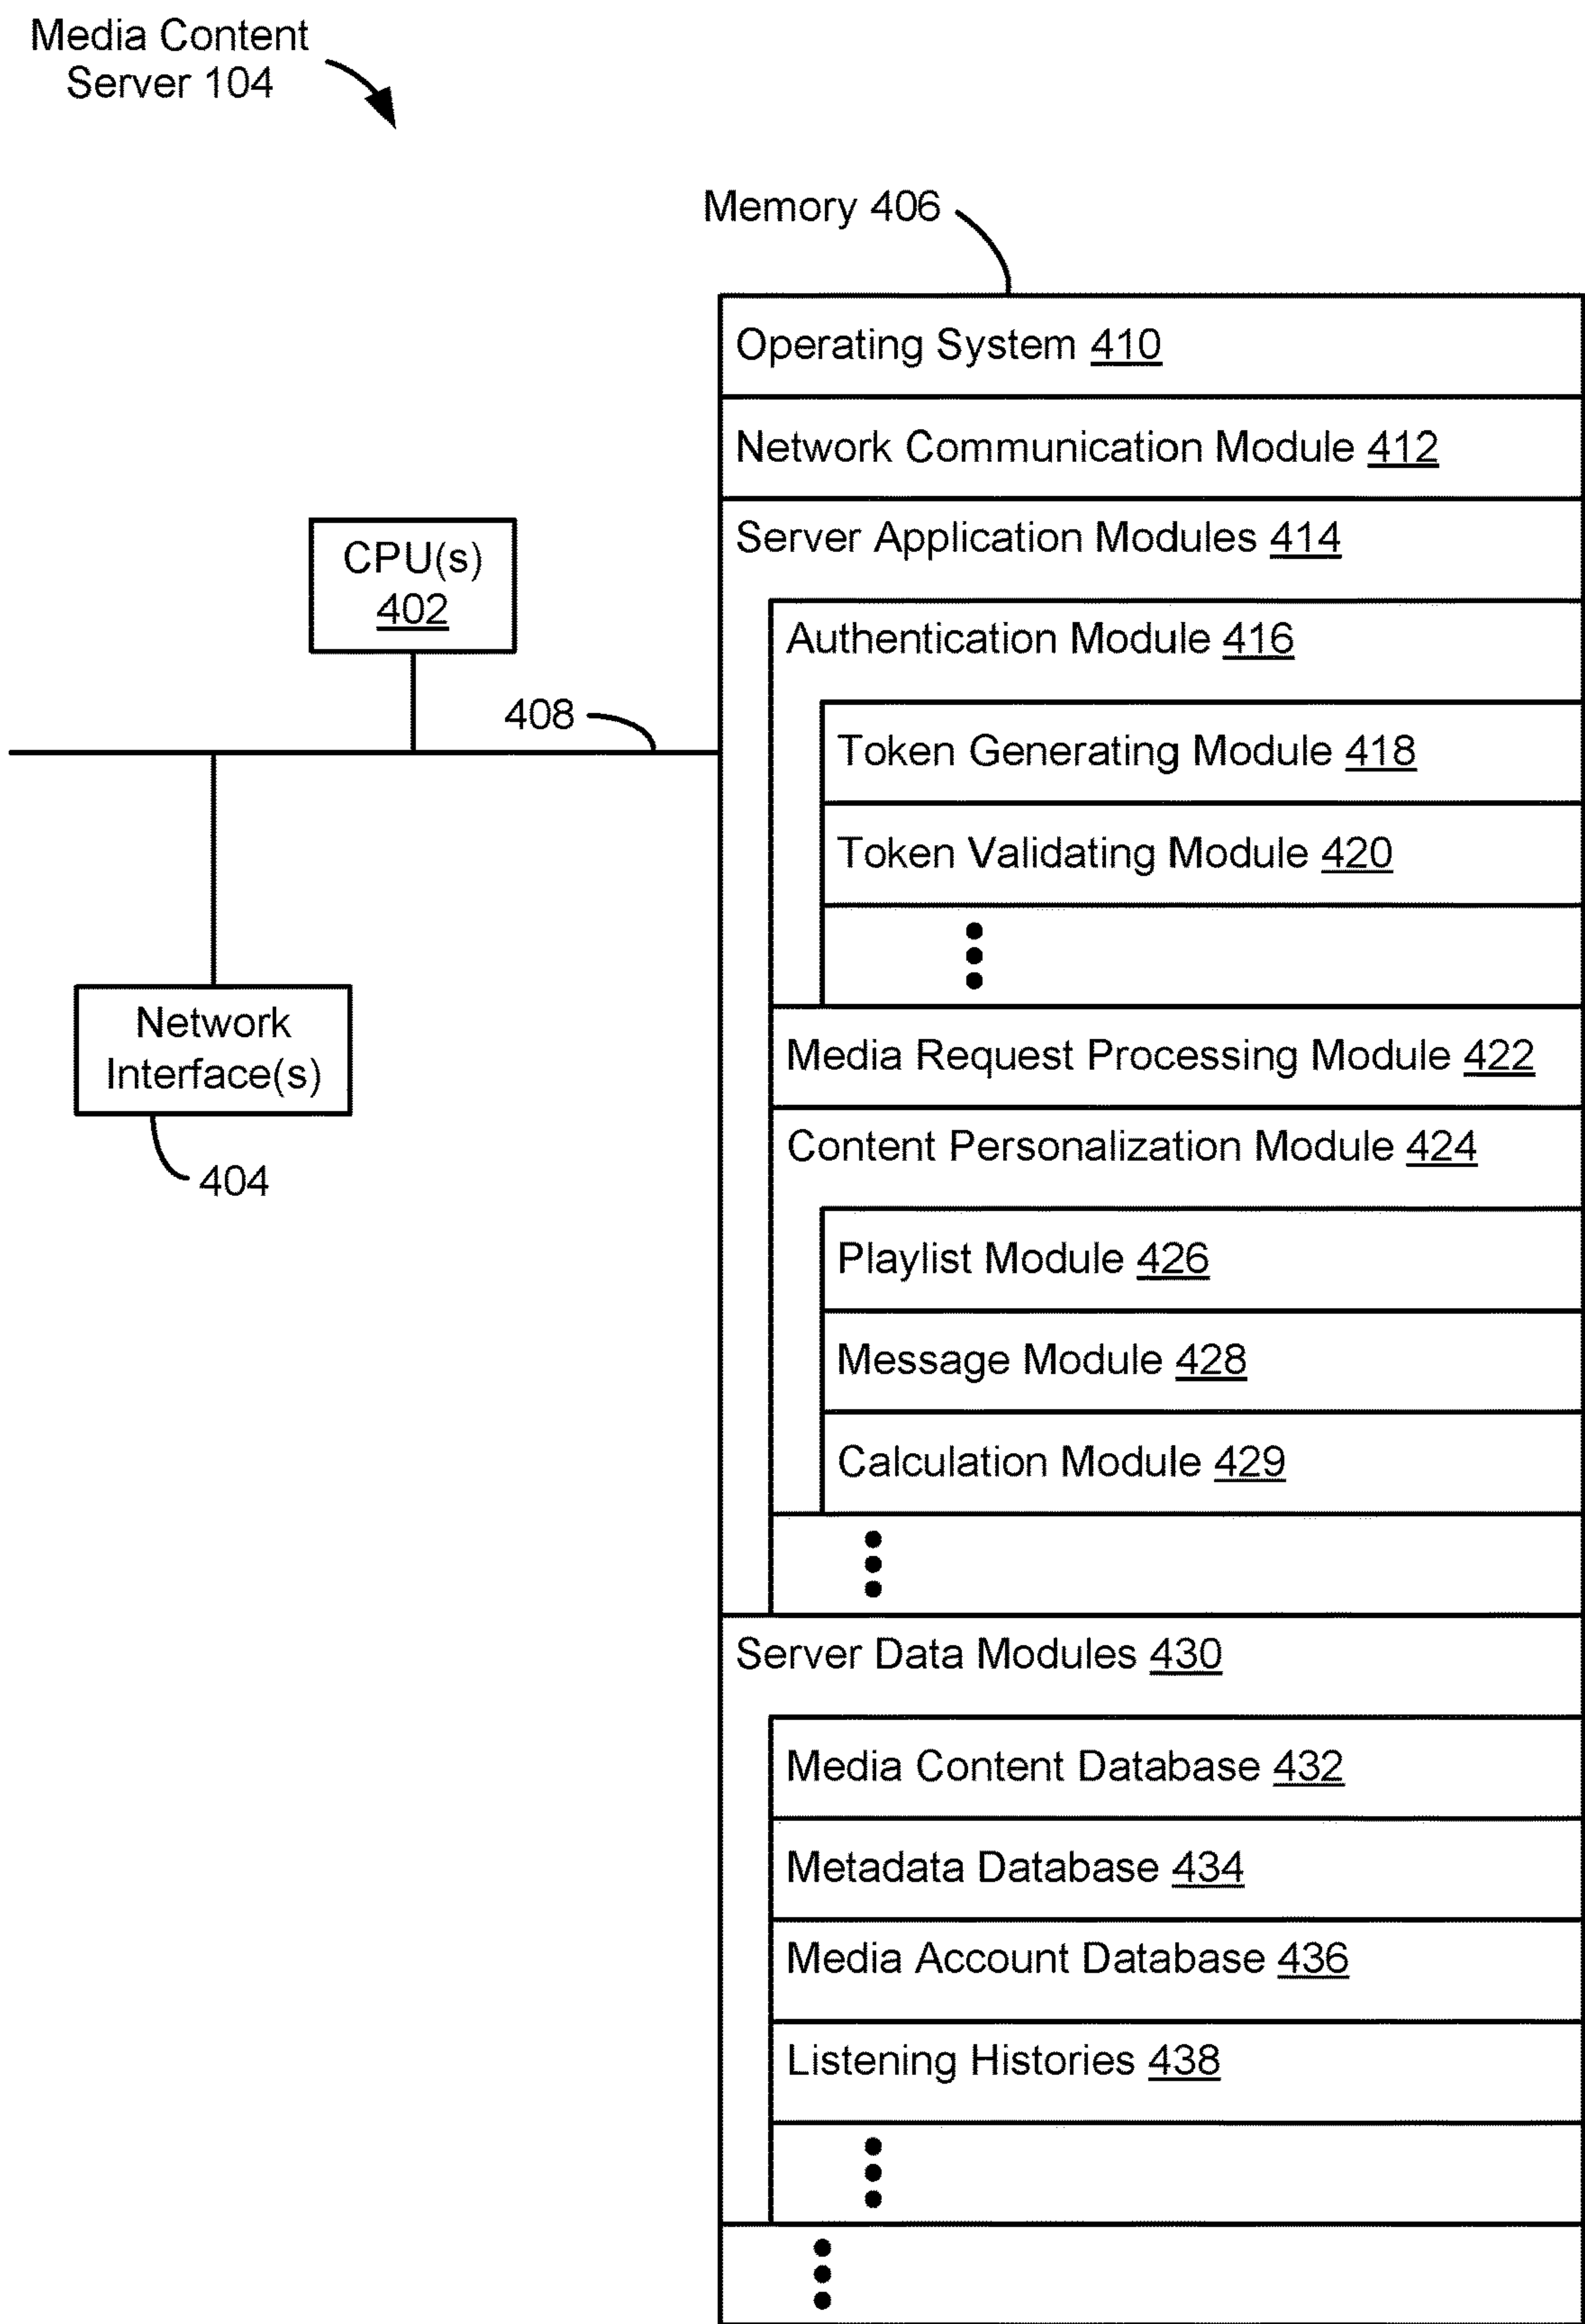 Media Content
Server 104
Memory 406
Operating System 410
Network Communication Module 412
Server Application Modules 414
CPU(s)
402
Authentication Module 416
408
Token Generating Module 418
Token Validating Module 420
Network
Interface(s)
404
Media Request Processing Module 422
Content Personalization Module 424
Playlist Module 426
Message Module 428
Calculation Module 429
Server Data Modules 430
Media Content Database 432
Metadata Database 434
Media Account Database 436
Listening Histories 438